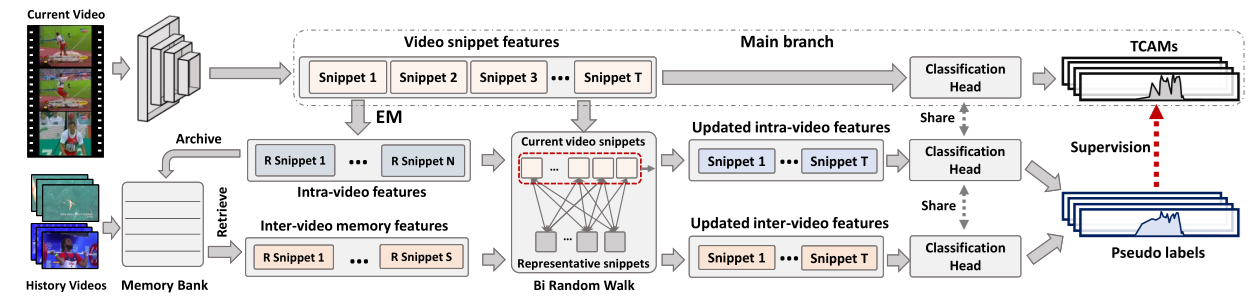 Current Video
Video snippet features
Main branch
TCAMs
Snippet 1
Snippet 2
Snippet 3
•••
Snippet T
Classification
Head
EM
Share
Archive
Current video snippets
...
Updated intra-video features
R Snippet 1
•••
R Snippet N
Snippet 1
•••
Snippet T
Classification
Head
Supervision
Intra-video features
Retrieve
Share
Inter-video memory features
Updated inter-video features
R Snippet 1
•••
R Snippet S
...
Snippet 1
•••
Snippet T
Classification
Head
Pseudo labels
Representative snippets
History Videos
Memory Bank
Bi Random Walk